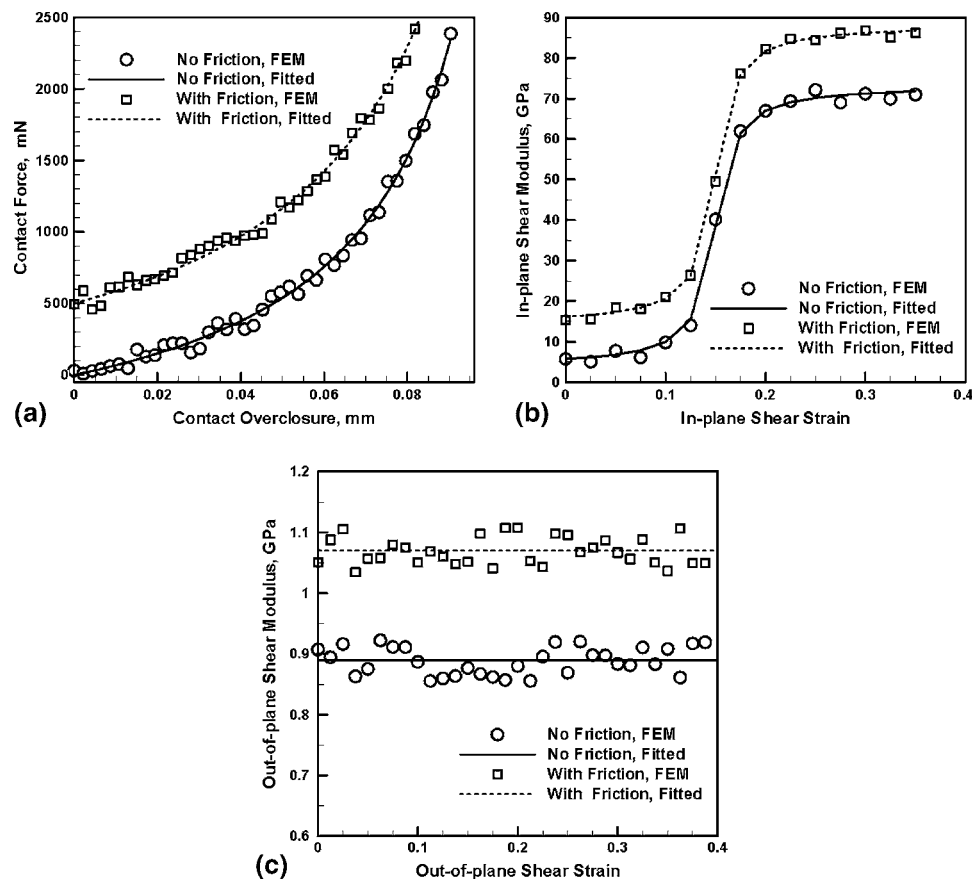 2500
2000
1500
1000
500
0
Contact Force, mN
No Friction, FEM
No Friction, Fitted
With Friction, FEM
With Friction, Fitted
0
0.02
0.04
0.06
0.08
Contact Overclosure, mm
(a)
90
80
70
60
50
40
30
20
10
0
In-plane Shear Modulus, GPa
No Friction, FEM
No Friction, Fitted
With Friction, FEM
With Friction, Fitted
0
0.1
0.2
0.3
0.4
In-plane Shear Strain
(b)
1.2
1.1
1
0.9
0.8
0.7
0.6
Out-of-plane Shear Modulus, GPa
No Friction, FEM
No Friction, Fitted
With Friction, FEM
With Friction, Fitted
0
0.1
0.2
0.3
0.4
Out-of-plane Shear Strain
(c)